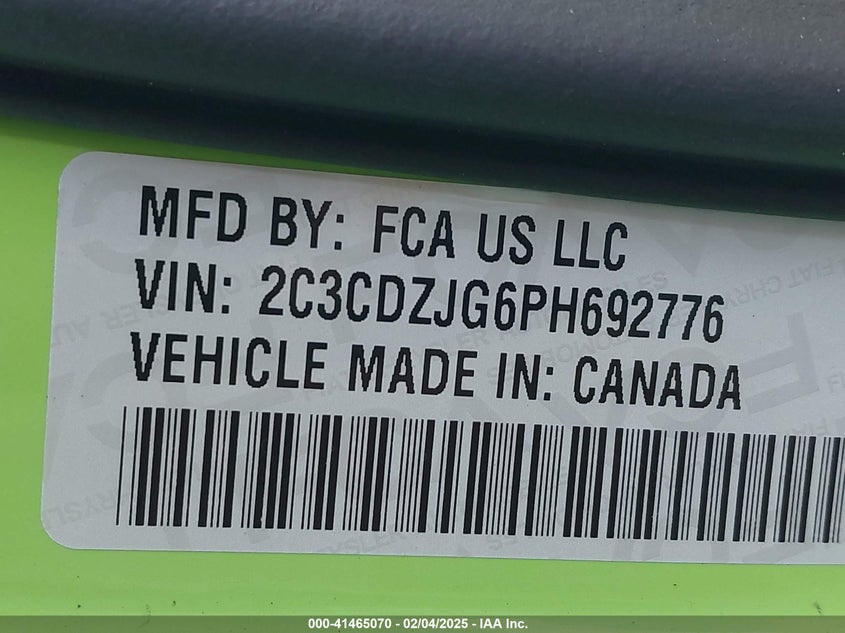 MFD BY: FCA US LLC
VIN: 2C3CDZJG6PH692776
VEHICLE MADE IN: CANADA
000-41465070 - 02/04/2025 - IAA Inc.